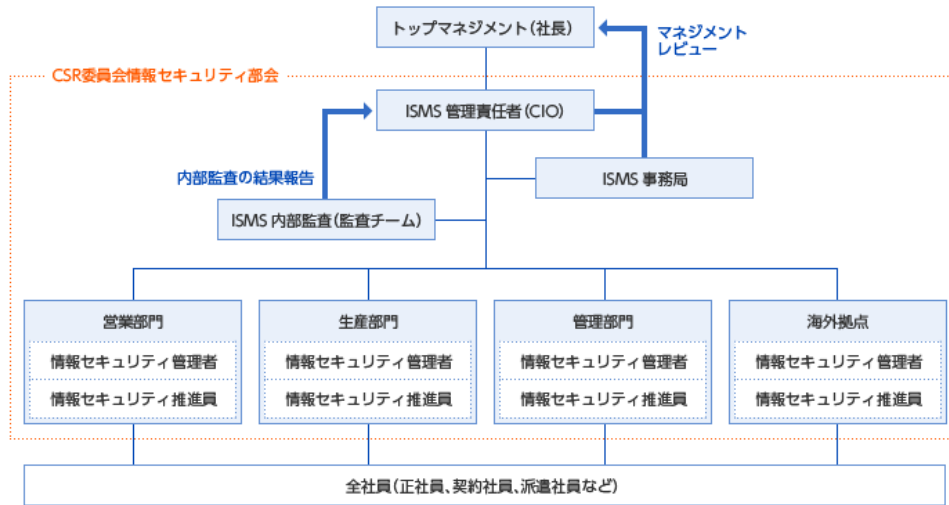 トップマネジメント(社長)
マネジメント
レビュー
CSR委員会情報セキュリティ部会
ISMS 管理責任者(CIO)
内部監査の結果報告
ISMS 事務局
ISMS 内部監査(監査チーム)
営業部門
情報セキュリティ管理者
情報セキュリティ推進員
生産部門
情報セキュリティ管理者
情報セキュリティ推進員
管理部門
情報セキュリティ管理者
情報セキュリティ推進員
海外拠点
情報セキュリティ管理者
情報セキュリティ推進員
全社員(正社員、契約社員、派遣社員など)